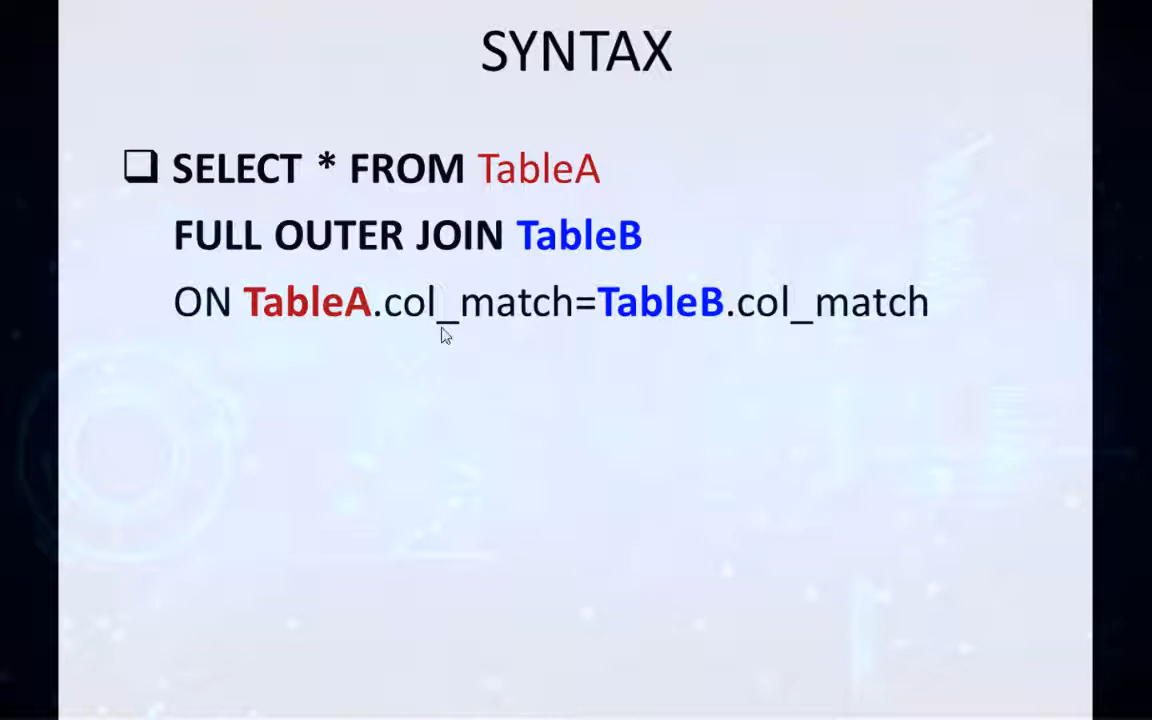 SYNTAX
SELECT * FROM TableA
FULL OUTER JOIN TableB
ON TableA.col_match=TableB.col_match